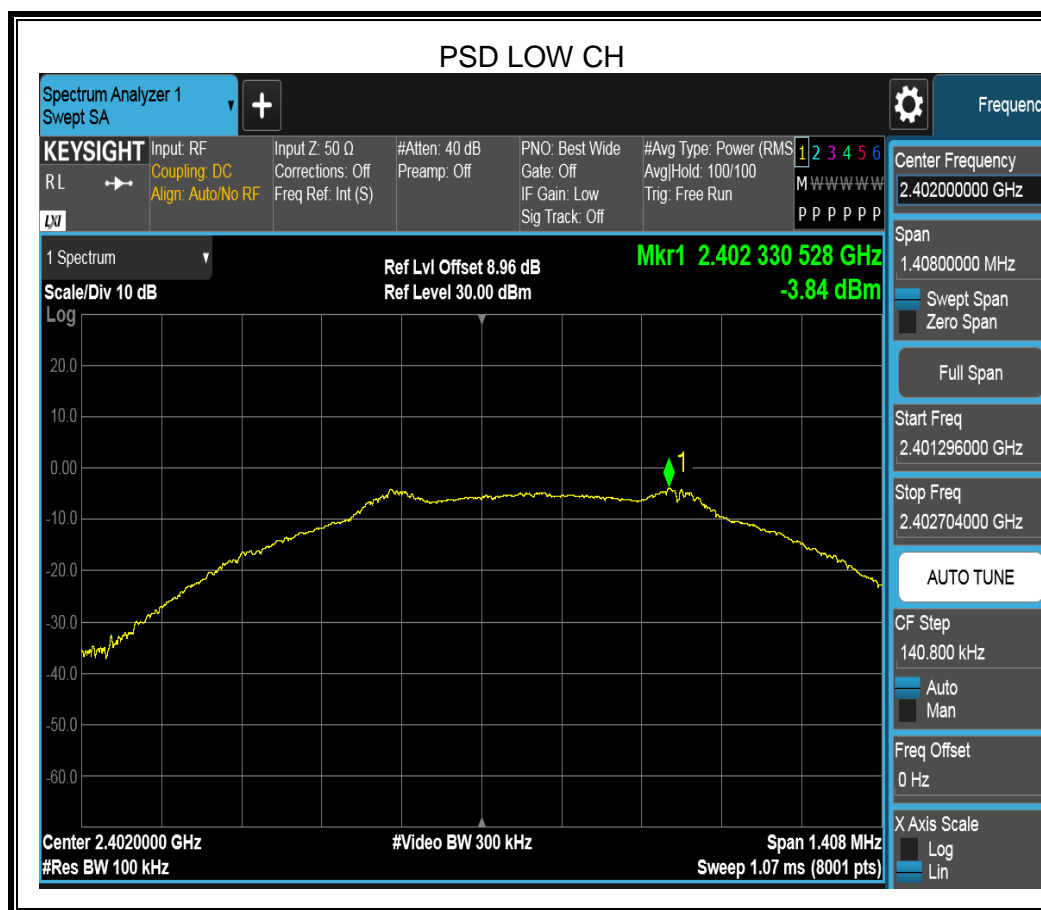 PSD LOW CH
Spectrum Analyzer 1
Swept SA
+
Frequenc
KEYSIGHT
RL
LXI
Input: RF
Coupling: DC
Align: Auto/No RF
Input Z: 50 Ω
Corrections: Off
Freq Ref: Int (S)
#Atten: 40 dB
Preamp: Off
PNO: Best Wide
Gate: Off
IF Gain: Low
Sig Track: Off
#Avg Type: Power (RMS
Avg|Hold: 100/100
Trig: Free Run
1 2 3 4 5 6
M W W W W W
P P P P P P
1 Spectrum
Scale/Div 10 dB
Ref Lvl Offset 8.96 dB
Ref Level 30.00 dBm
Mkr1 2.402 330 528 GHz
-3.84 dBm
Log
20.0
10.0
0.00
-10.0
-20.0
-30.0
-40.0
-50.0
-60.0
1
Center 2.4020000 GHz
#Res BW 100 kHz
#Video BW 300 kHz
Span 1.408 MHz
Sweep 1.07 ms (8001 pts)
Center Frequency
2.402000000 GHz
Span
1.40800000 MHz
Swept Span
Zero Span
Full Span
Start Freq
2.401296000 GHz
Stop Freq
2.402704000 GHz
AUTO TUNE
CF Step
140.800 kHz
Auto
Man
Freq Offset
0 Hz
X Axis Scale
Log
Lin